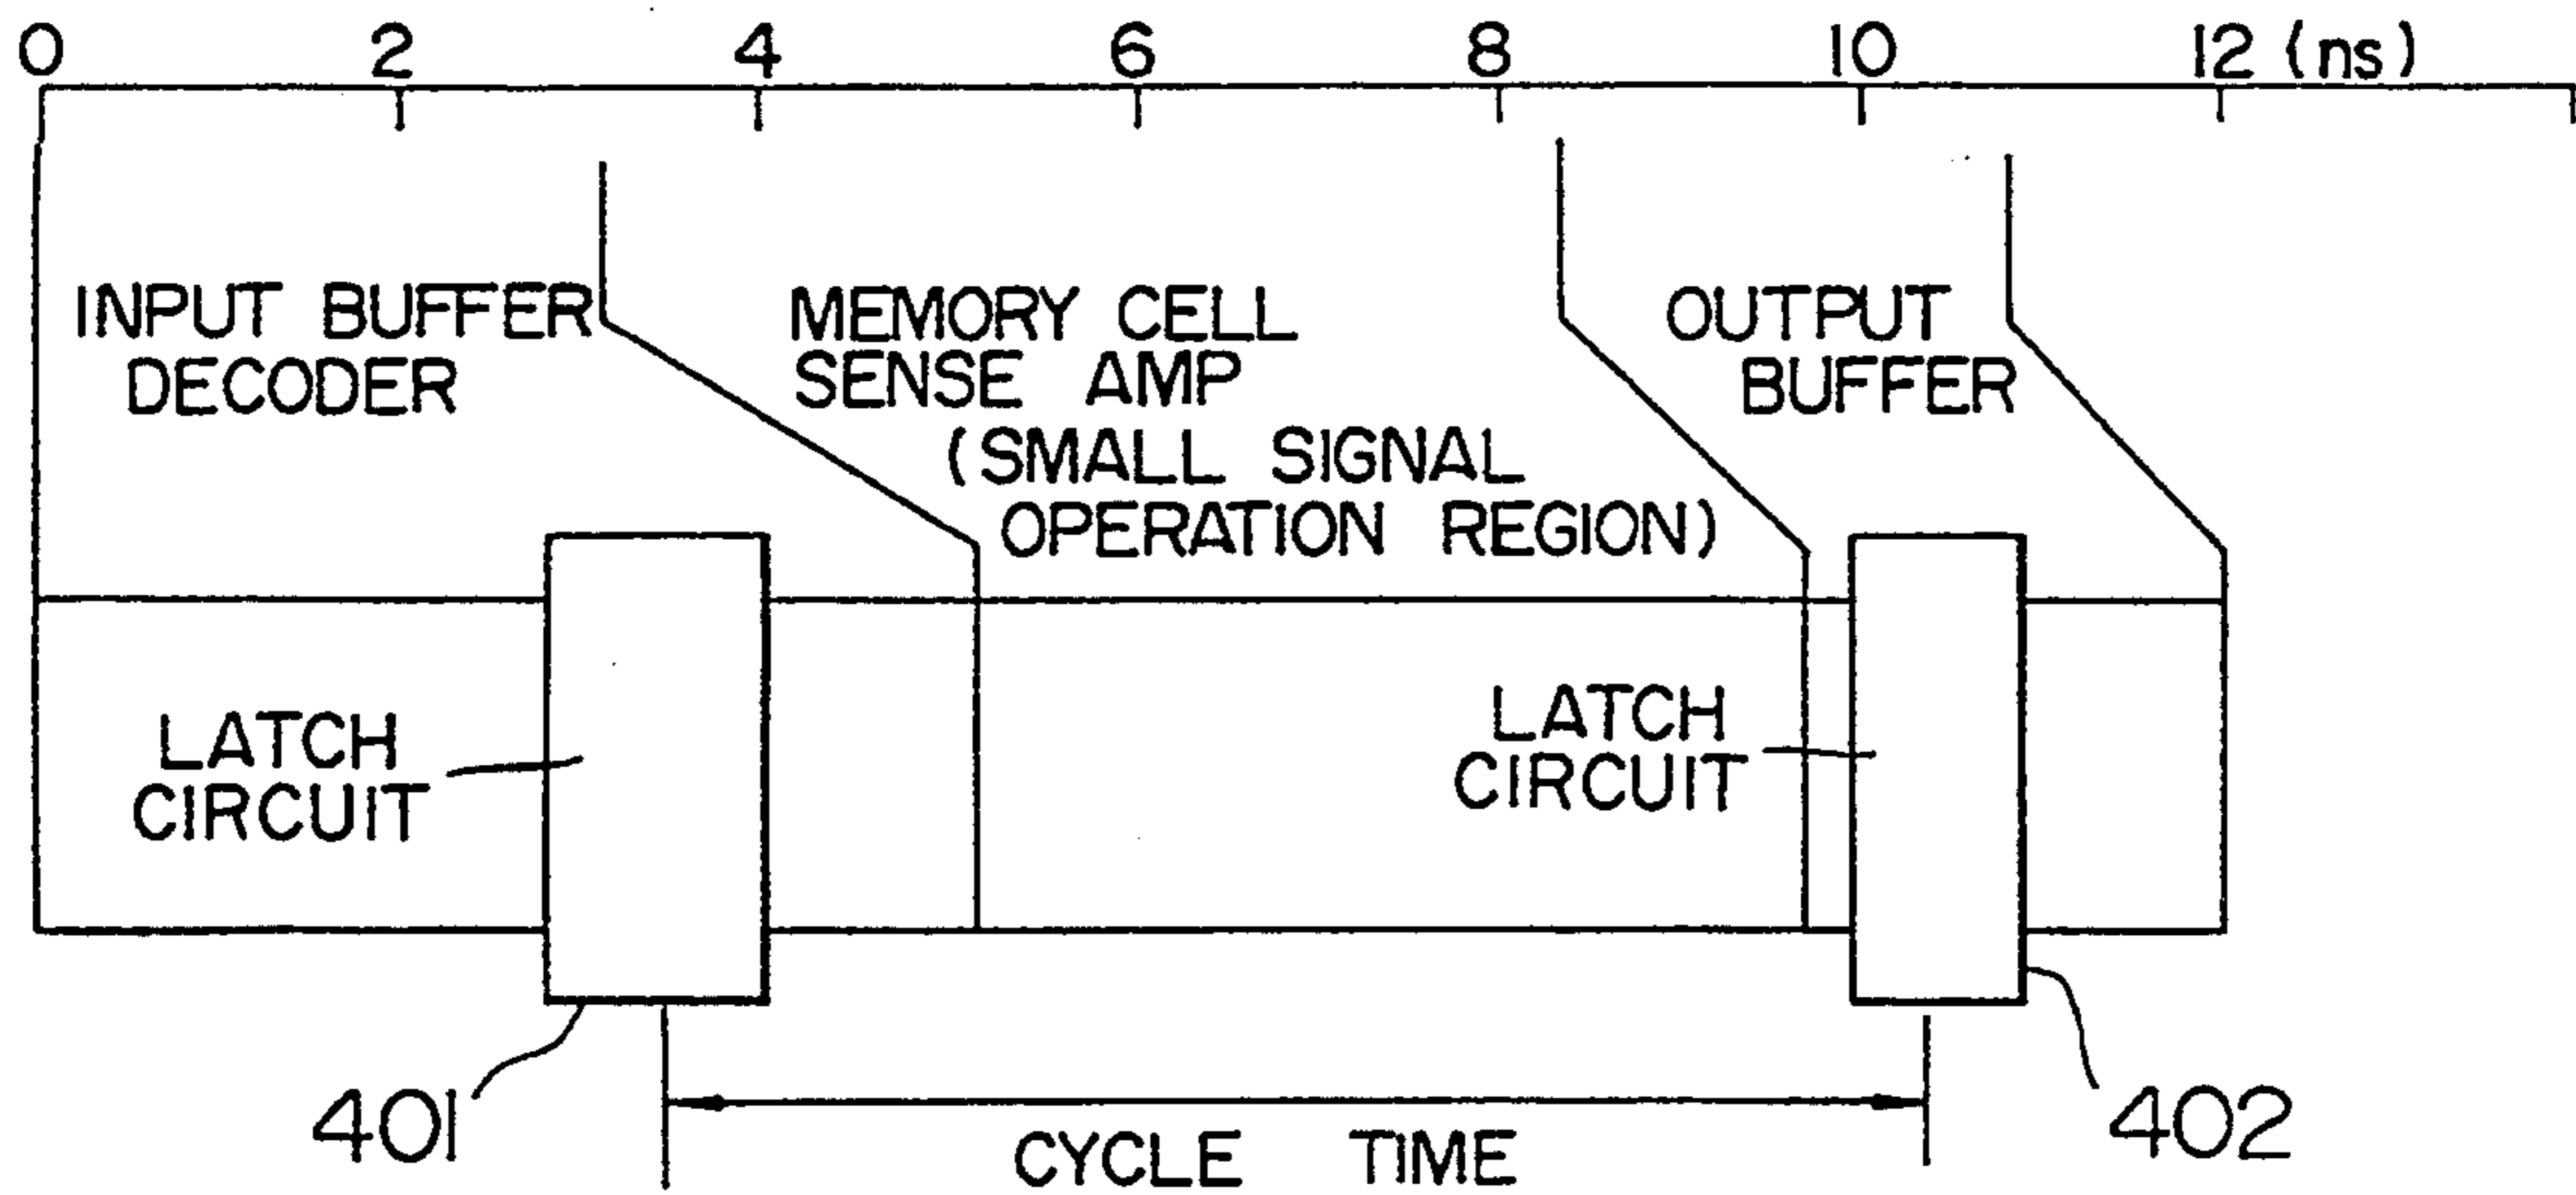 0 2 4 6 8 10 12 (ns)
INPUT BUFFER
DECODER
MEMORY CELL
SENSE AMP
(SMALL SIGNAL
OPERATION REGION)
OUTPUT
BUFFER
LATCH
CIRCUIT
LATCH
CIRCUIT
401
CYCLE TIME
402